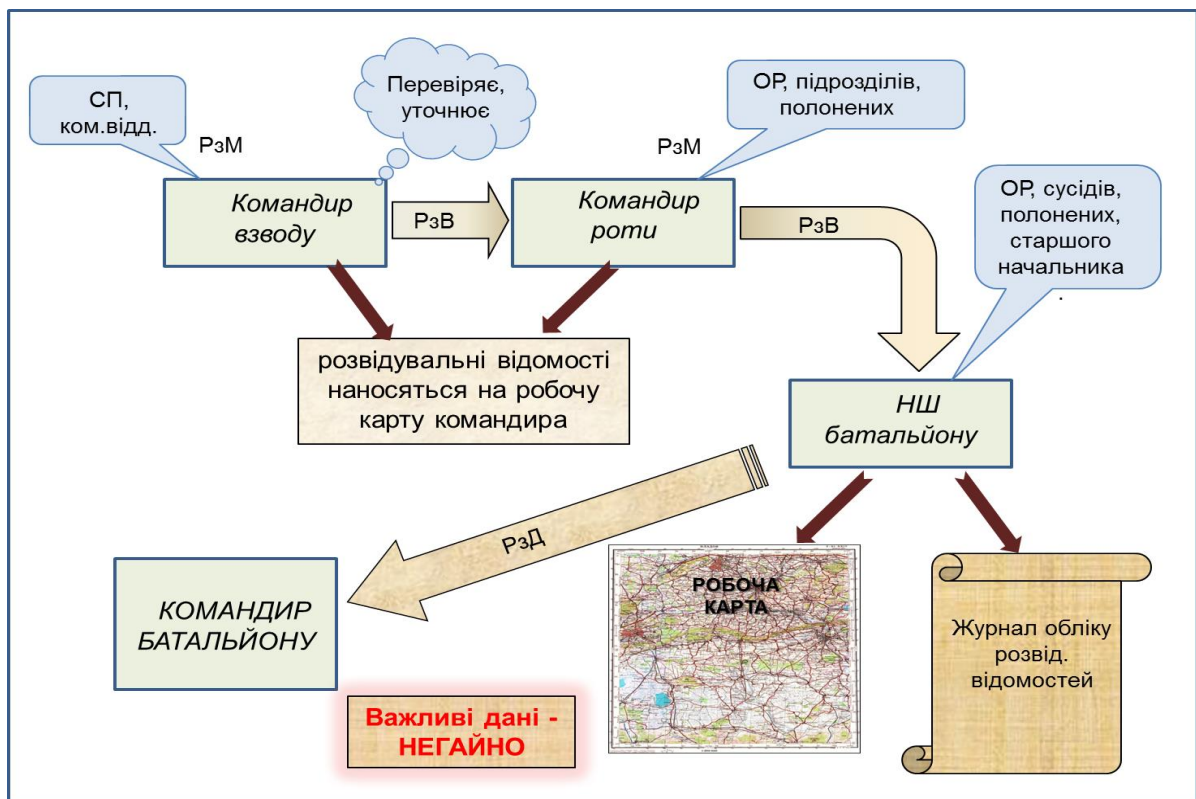 СП,
ком.відд.
РзМ
Перевіряє,
уточнює
ОР, підрозділів,
полонених
РзМ
Командир
взводу
РзВ
Командир
роти
РзВ
ОР, сусідів,
полонених,
старшого
начальника
.
розвідувальні відомості
наносяться на робочу
карту командира
НШ
батальйону
РзД
КОМАНДИР
БАТАЛЬЙОНУ
РОБОЧА
КАРТА
Журнал обліку
розвід.
відомостей
Важливі дані -
НЕГАЙНО